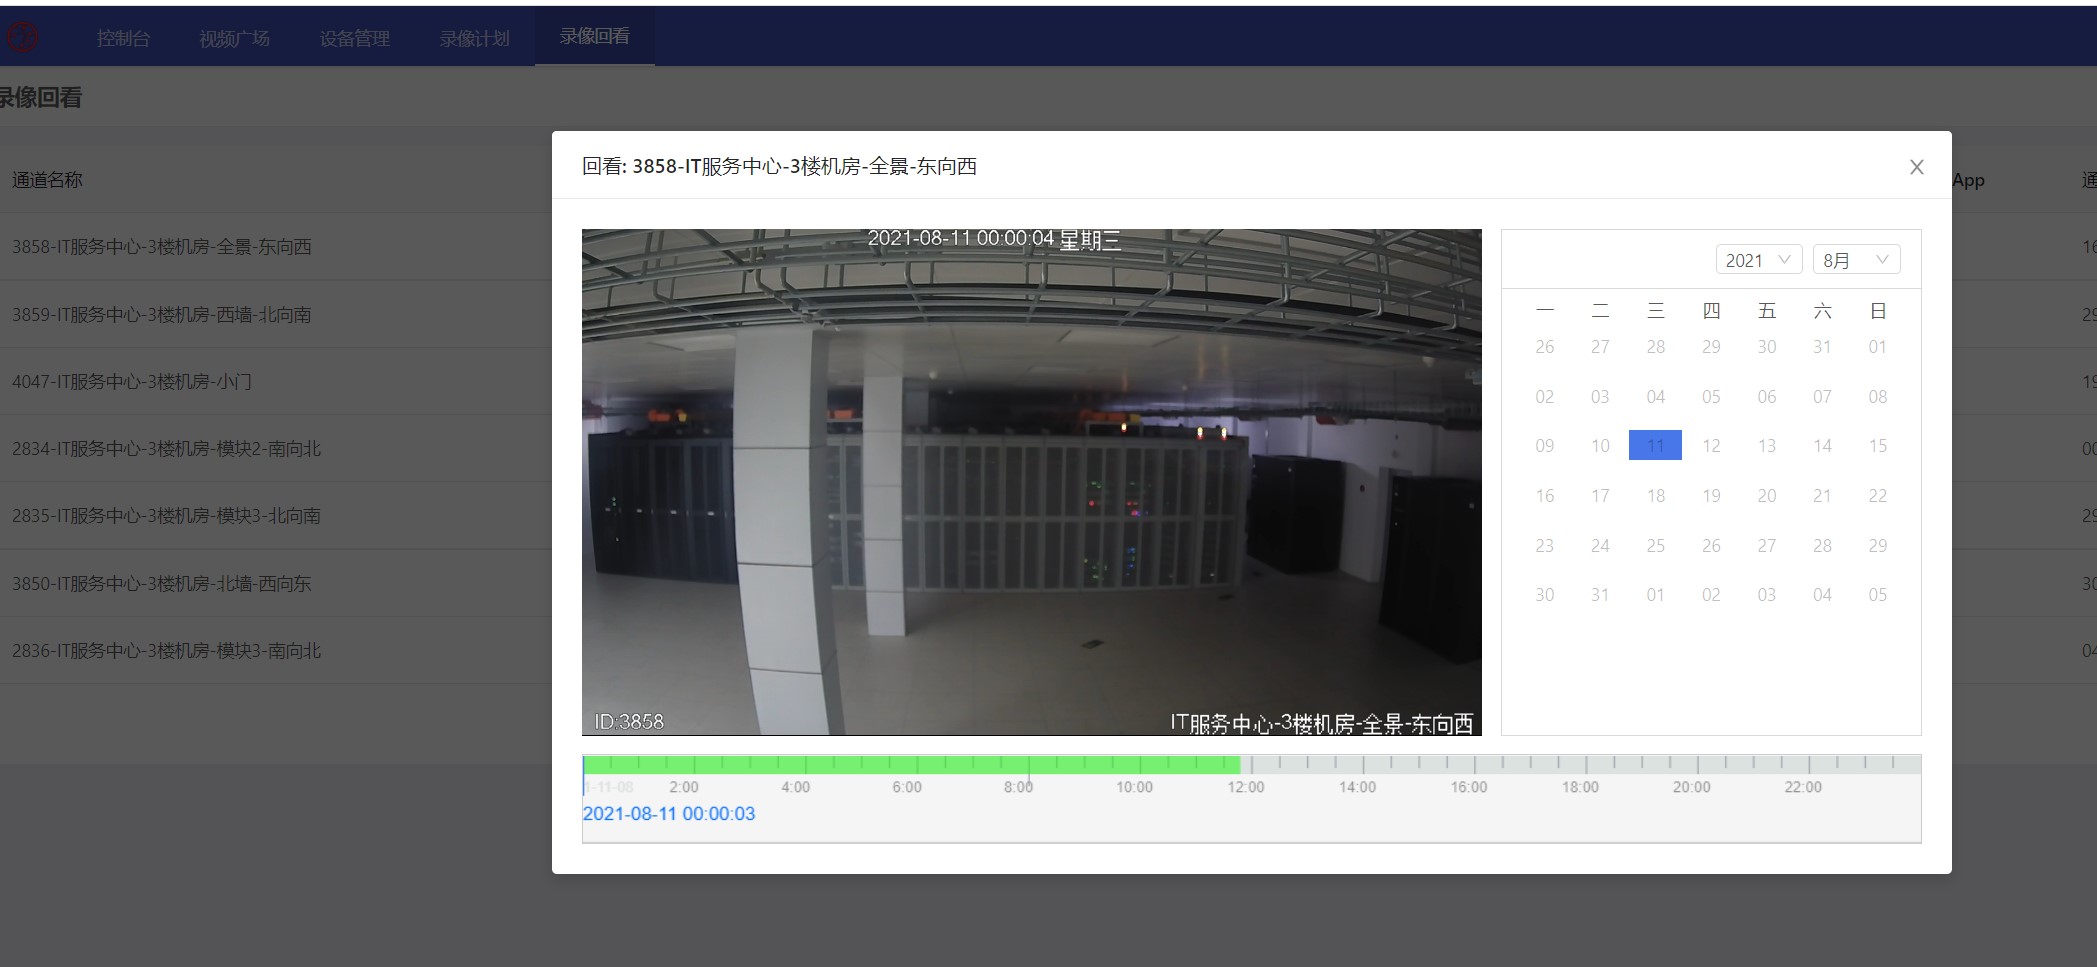 控制台 视频广场 设备管理 录像计划 录像回看
录像回看
通道名称
App
通
3858-IT服务中心-3楼机房-全景-东向西
3859-IT服务中心-3楼机房-西墙-北向南
4047-IT服务中心-3楼机房-小门
2834-IT服务中心-3楼机房-模块2-南向北
2835-IT服务中心-3楼机房-模块3-北向南
3850-IT服务中心-3楼机房-北墙-西向东
2836-IT服务中心-3楼机房-模块3-南向北
16
29
19
00
29
30
04
回看: 3858-IT服务中心-3楼机房-全景-东向西
2021-08-11 00:00:04 星期三
ID:3858
IT服务中心-3楼机房-全景-东向西
2021 8月
一 二 三 四 五 六 日
26 27 28 29 30 31 01
02 03 04 05 06 07 08
09 10 11 12 13 14 15
16 17 18 19 20 21 22
23 24 25 26 27 28 29
30 31 01 02 03 04 05
1-11-08 2:00 4:00 6:00 8:00 10:00 12:00 14:00 16:00 18:00 20:00 22:00
2021-08-11 00:00:03